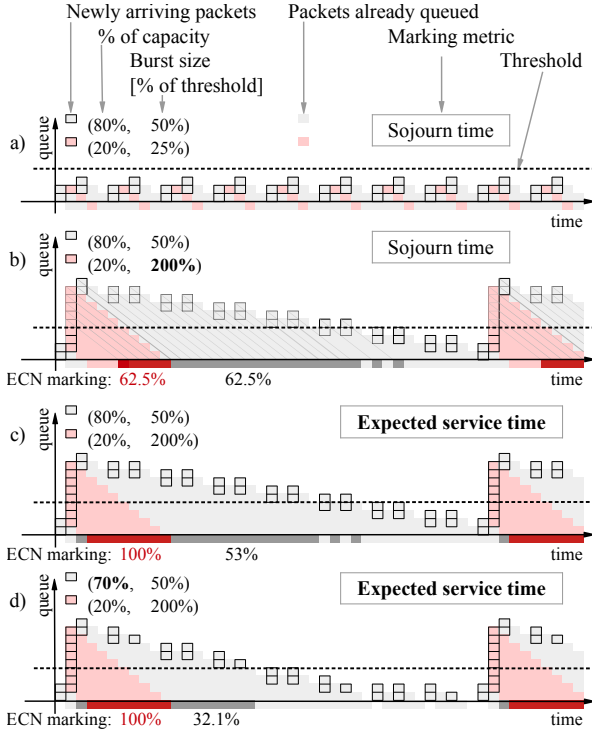 Newly arriving packets
Packets already queued
% of capacity
Marking metric
Burst size
[% of threshold]
Threshold
a)
queue
(80%, 50%)
(20%, 25%)
Sojourn time
time
b)
queue
(80%, 50%)
(20%, 200%)
Sojourn time
ECN marking: 62.5% 62.5%
time
c)
queue
(80%, 50%)
(20%, 200%)
Expected service time
ECN marking: 100% 53%
time
d)
queue
(70%, 50%)
(20%, 200%)
Expected service time
ECN marking: 100% 32.1%
time